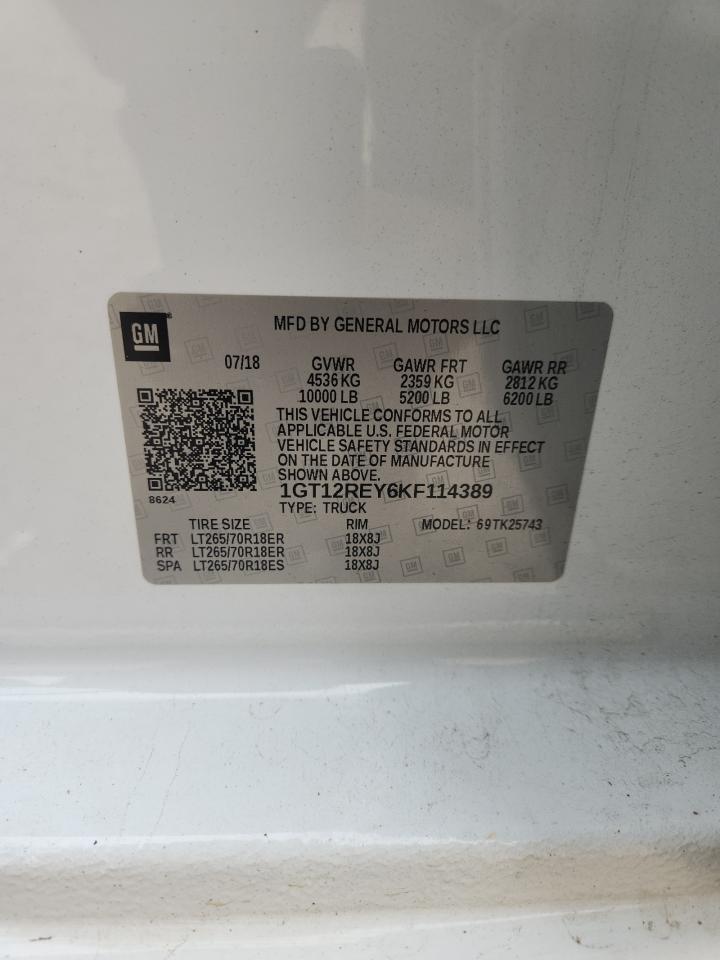 GM
MFD BY GENERAL MOTORS LLC
07/18 GVWR GAWR FRT GAWR RR
4536 KG 2359 KG 2812 KG
10000 LB 5200 LB 6200 LB
THIS VEHICLE CONFORMS TO ALL
APPLICABLE U.S. FEDERAL MOTOR
VEHICLE SAFETY STANDARDS IN EFFECT
ON THE DATE OF MANUFACTURE
SHOWN ABOVE.
8624 1GT12REY6KF114389
TYPE: TRUCK
TIRE SIZE RIM MODEL: 69TK25743
FRT LT265/70R18ER 18X8J
RR LT265/70R18ER 18X8J
SPA LT265/70R18ES 18X8J